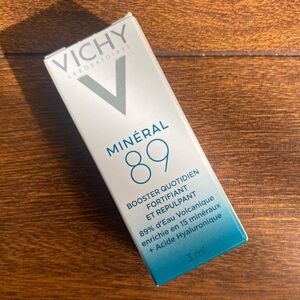 VICHY
LABORATOIRES
MINÉRAL
89
BOOSTER QUOTIDIEN
FORTIFIANT
ET REPULPANT
89% d'Eau Volcanique
enrichie en 15 minéraux
+ Acide Hyaluronique
3 ml